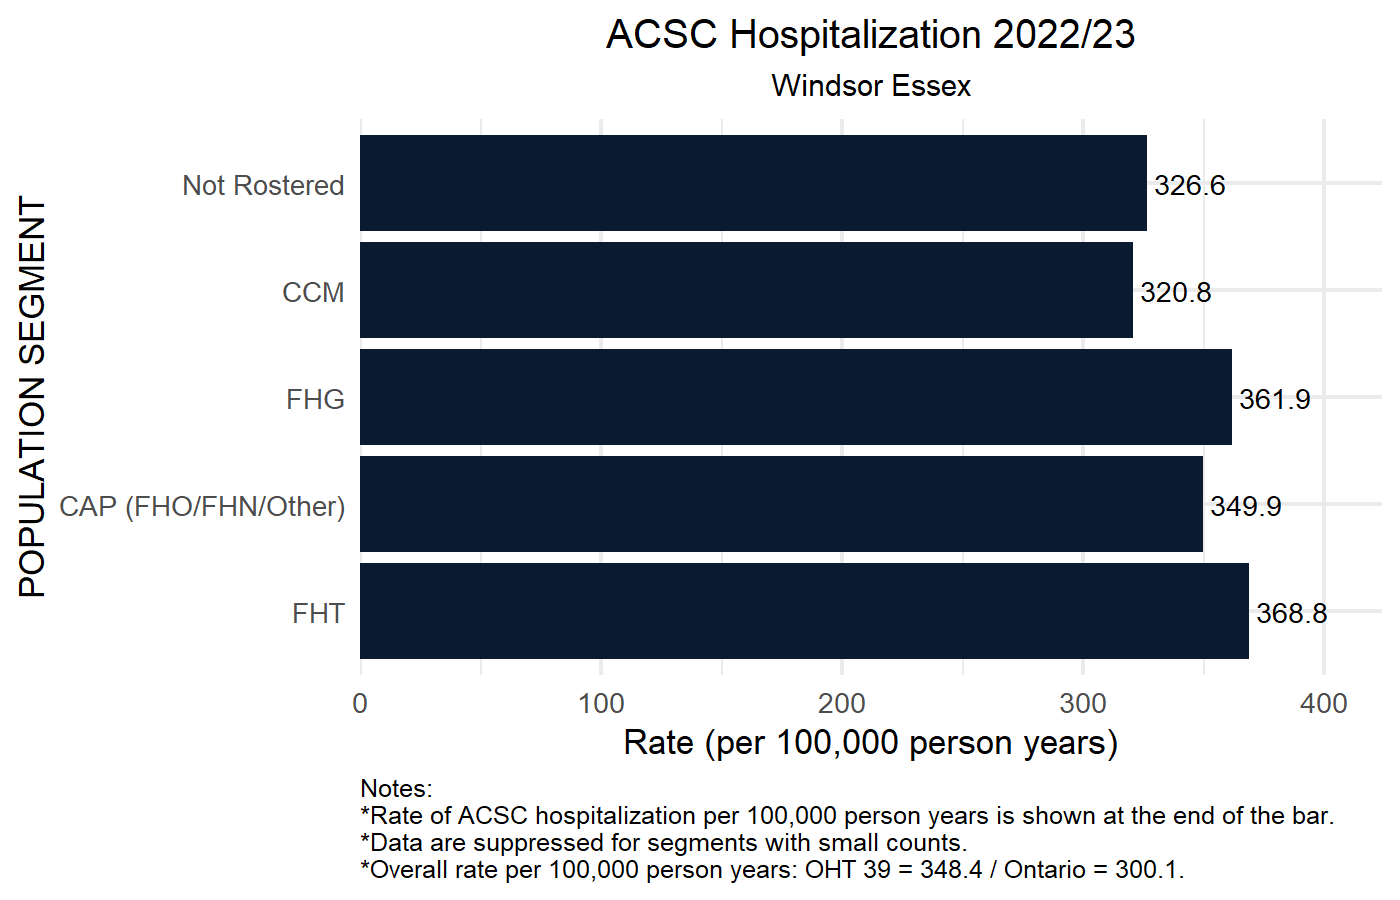 ACSC Hospitalization 2022/23
Windsor Essex
POPULATION SEGMENT
Not Rostered
326.6
CCM
320.8
FHG
361.9
CAP (FHO/FHN/Other)
349.9
FHT
368.8
0 100 200 300 400
Rate (per 100,000 person years)
Notes:
*Rate of ACSC hospitalization per 100,000 person years is shown at the end of the bar.
*Data are suppressed for segments with small counts.
*Overall rate per 100,000 person years: OHT 39 = 348.4 / Ontario = 300.1.